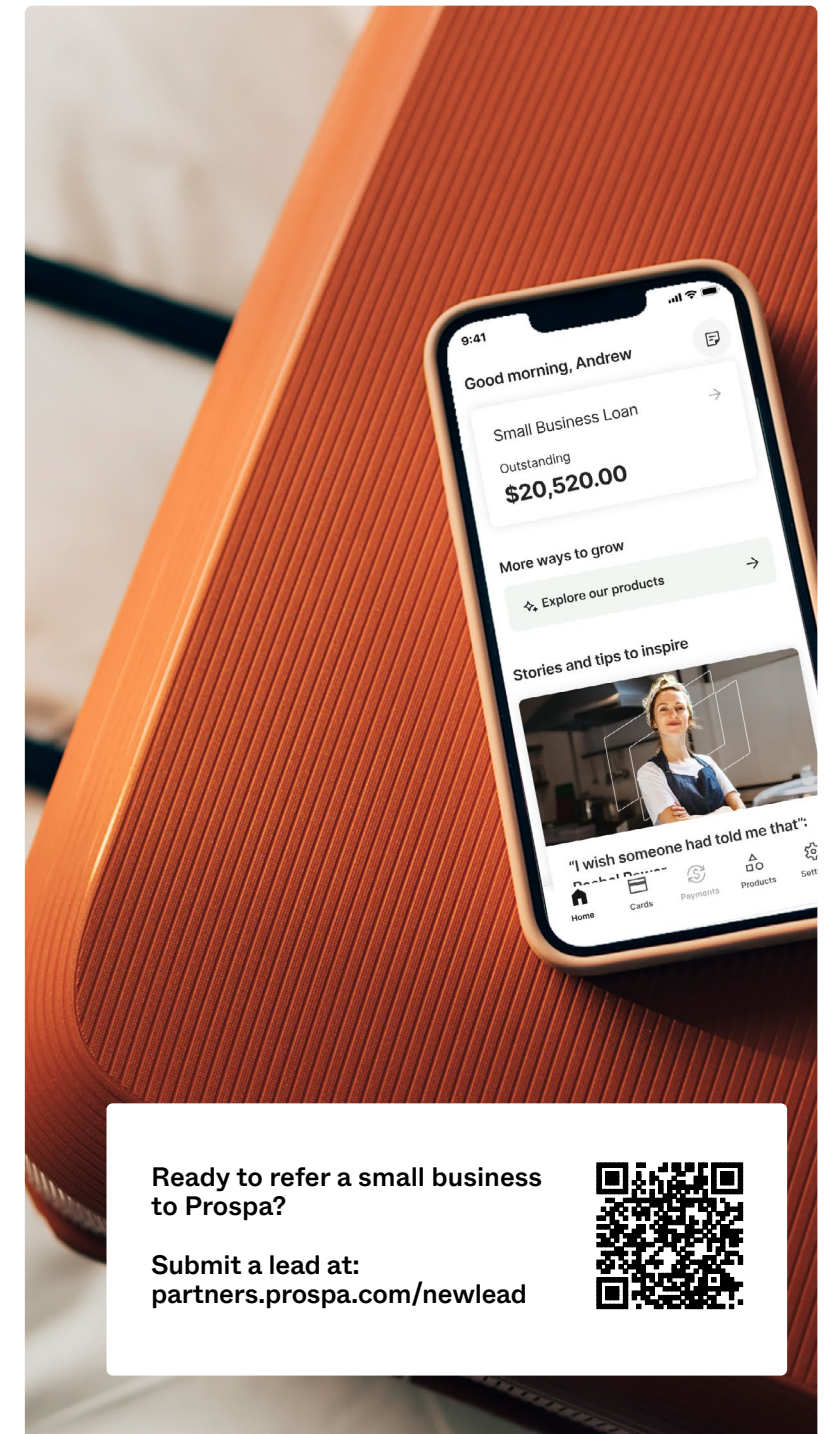 9:41
Good morning, Andrew
Small Business Loan
Outstanding
$20,520.00
More ways to grow
Explore our products
Stories and tips to inspire
"I wish someone had told me that":
Home
Cards
Payments
Products
Ready to refer a small business
to Prospa?
Submit a lead at:
partners.prospa.com/newlead